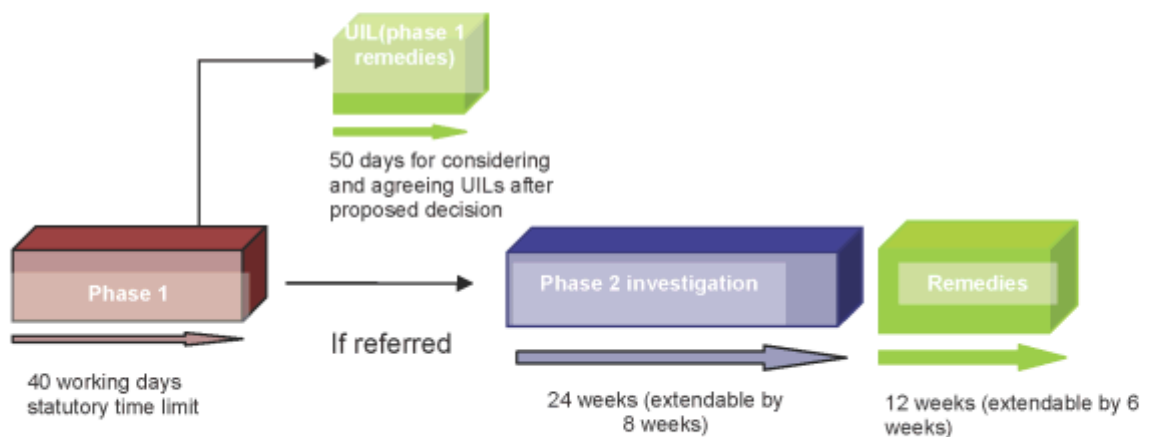 UIL(phase 1
remedies)
50 days for considering
and agreeing UILs after
proposed decision
Phase 1
If referred
Phase 2 investigation
Remedies
40 working days
statutory time limit
24 weeks (extendable by
8 weeks)
12 weeks (extendable by 6
weeks)